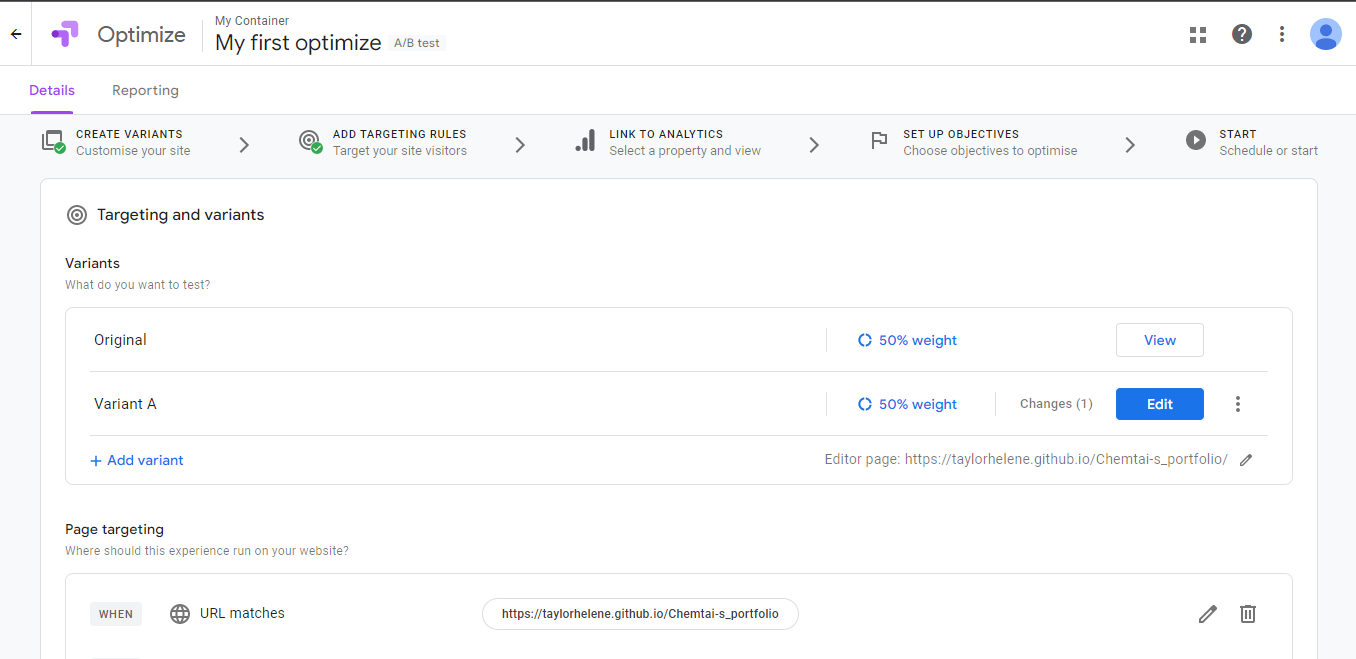 My Container
Optimize
My first optimize A/B test
Details Reporting
CREATE VARIANTS
Customise your site
ADD TARGETING RULES
Target your site visitors
LINK TO ANALYTICS
Select a property and view
SET UP OBJECTIVES
Choose objectives to optimise
START
Schedule or start
Targeting and variants
Variants
What do you want to test?
Original 50% weight View
Variant A 50% weight Changes (1) Edit
+ Add variant Editor page: https://taylorhelene.github.io/Chemtai-s_portfolio/
Page targeting
Where should this experience run on your website?
WHEN URL matches https://taylorhelene.github.io/Chemtai-s_portfolio